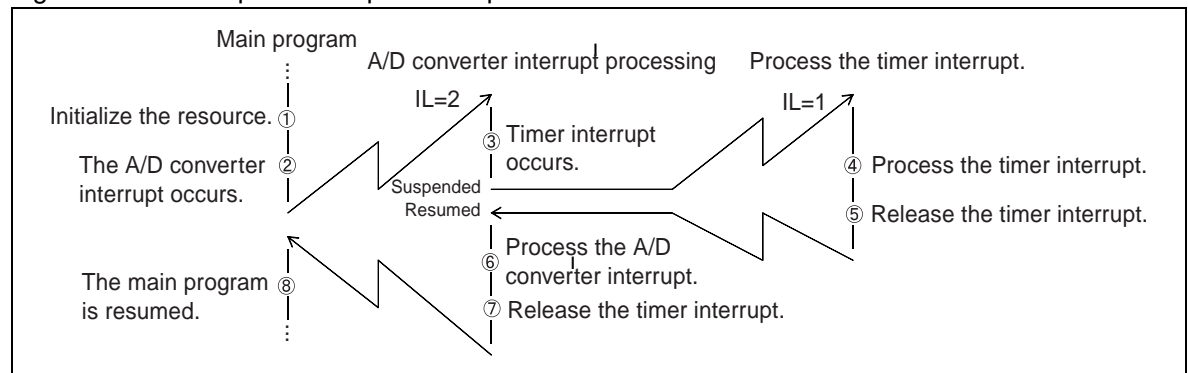 Main program
A/D converter interrupt processing
Process the timer interrupt.
IL=2
IL=1
Initialize the resource. ①
③ Timer interrupt
occurs.
The A/D converter ②
interrupt occurs.
④ Process the timer interrupt.
Suspended
Resumed
⑤ Release the timer interrupt.
⑥ Process the A/D
converter interrupt.
The main program ⑧
is resumed.
⑦ Release the timer interrupt.